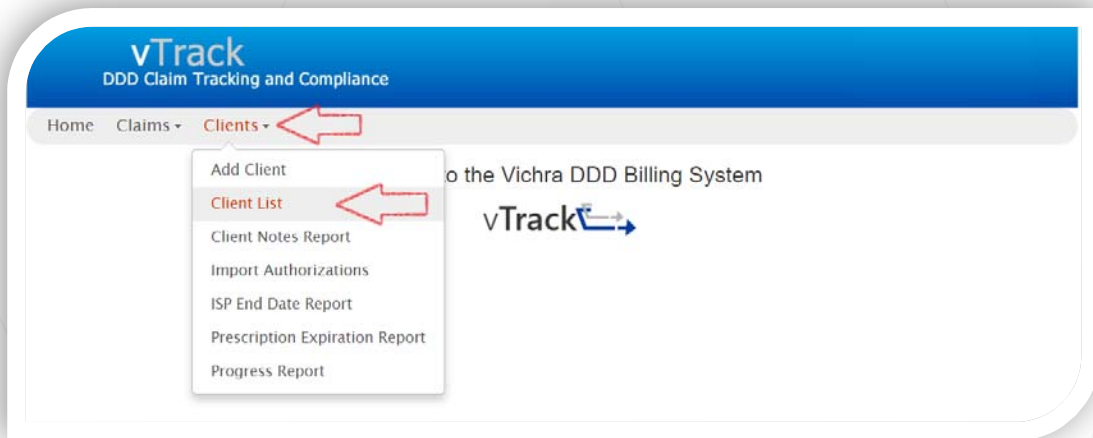 vTrack
DDD Claim Tracking and Compliance
Home Claims Clients
Add Client
o the Vichra DDD Billing System
Client List
vTrack
Client Notes Report
Import Authorizations
ISP End Date Report
Prescription Expiration Report
Progress Report